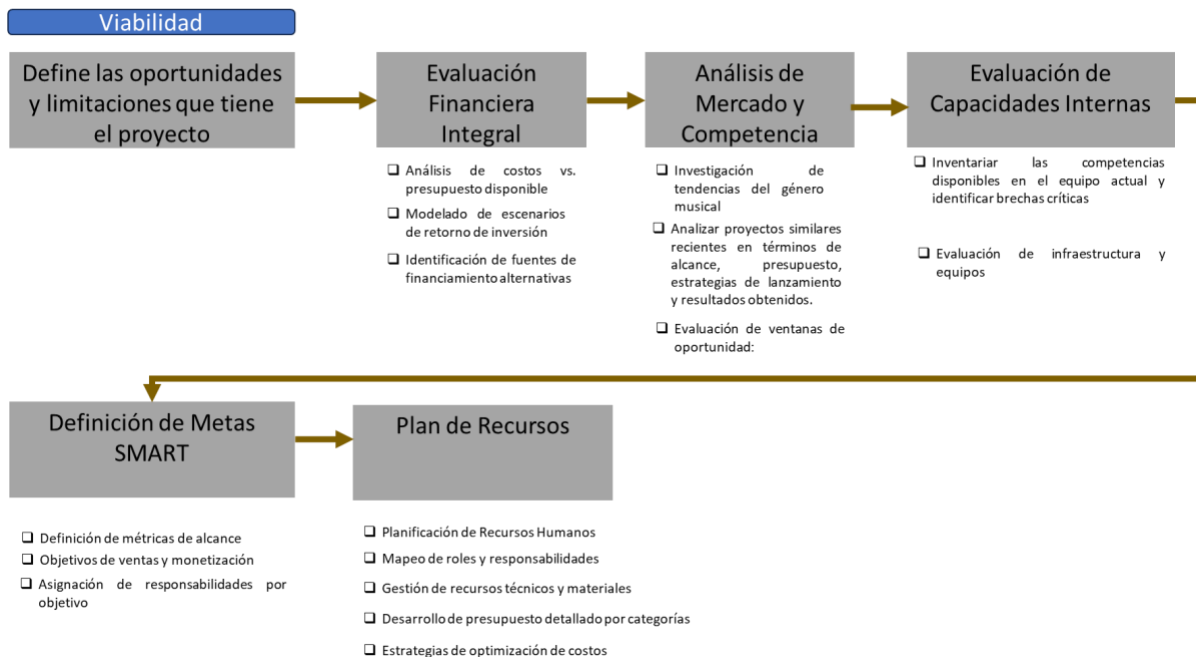 Viabilidad
Define las oportunidades
y limitaciones que tiene
el proyecto
Evaluación
Financiera
Integral
❑ Análisis de costos vs.
presupuesto disponible
❑ Modelado de escenarios
de retorno de inversión
❑ Identificación de fuentes de
financiamiento alternativas
Análisis de
Mercado y
Competencia
❑ Investigación de
tendencias del género
musical
❑ Analizar proyectos similares
recientes en términos de
alcance, presupuesto,
estrategias de lanzamiento
y resultados obtenidos.
❑ Evaluación de ventanas de
oportunidad:
Evaluación de
Capacidades Internas
❑ Inventariar las competencias
disponibles en el equipo actual y
identificar brechas críticas
❑ Evaluación de infraestructura y
equipos
Definición de Metas
SMART
❑ Definición de métricas de alcance
❑ Objetivos de ventas y monetización
❑ Asignación de responsabilidades por
objetivo
Plan de Recursos
❑ Planificación de Recursos Humanos
❑ Mapeo de roles y responsabilidades
❑ Gestión de recursos técnicos y materiales
❑ Desarrollo de presupuesto detallado por categorías
❑ Estrategias de optimización de costos